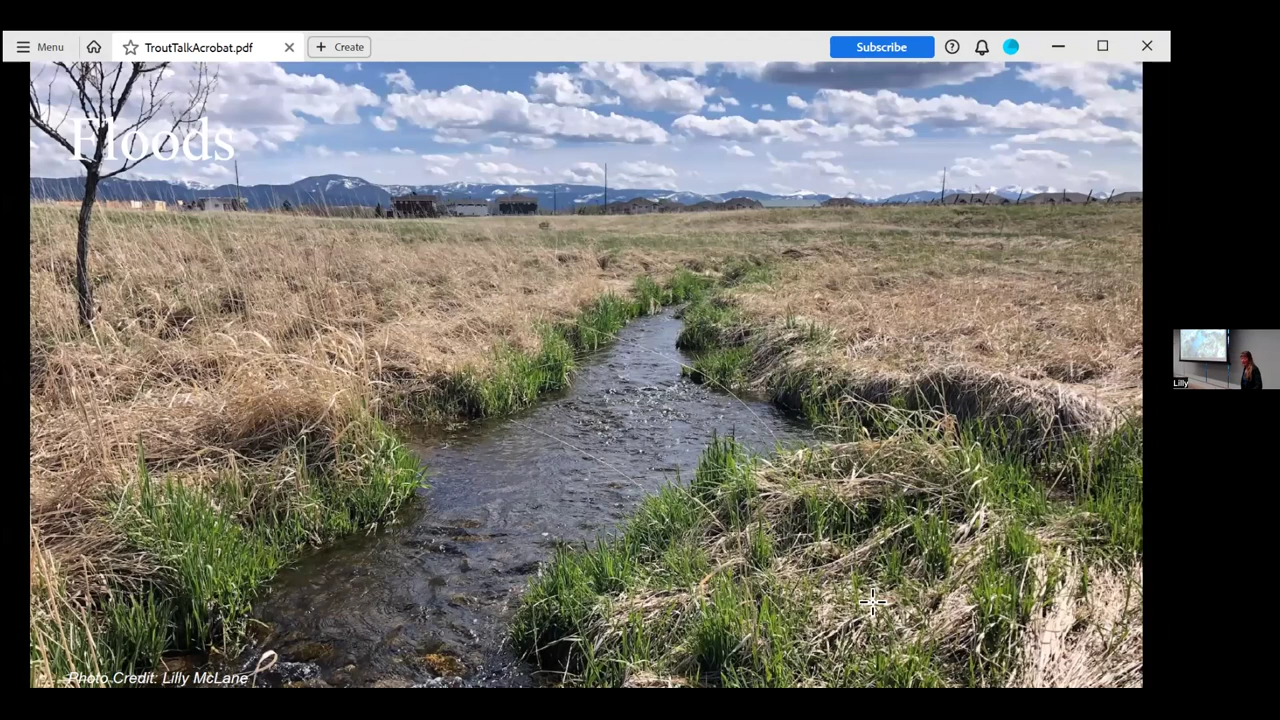 Menu
TroutTalkAcrobat.pdf
Create
Subscribe
Floods
Lilly
Photo Credit: Lilly McLane